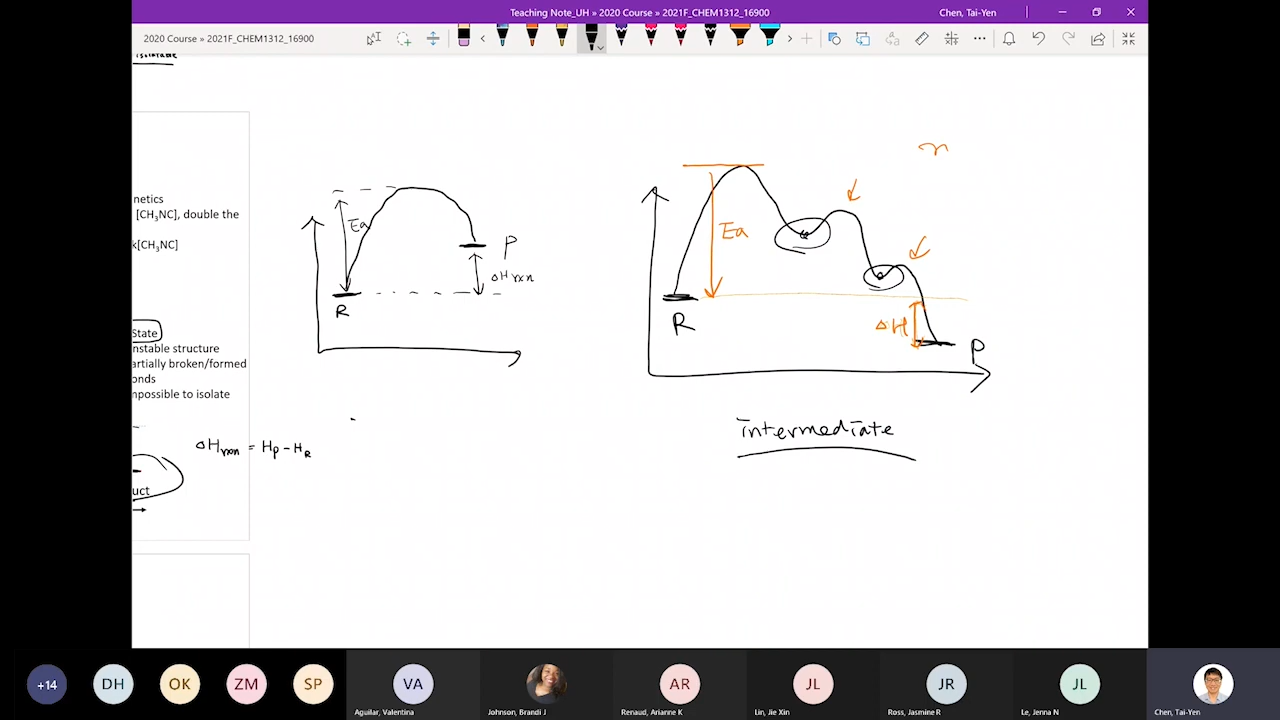 Teaching Note_UH » 2020 Course » 2021F_CHEM1312_16900
Chen, Tai-Yen
2020 Course » 2021F_CHEM1312_16900
isolatable
netics
[CH3NC], double the
k[CH3NC]
State
nstable structure
artially broken/formed
onds
mpossible to isolate
uct
ΔHrxn = HP - HR
Ea
P
ΔHrxn
R
Ea
R
ΔH
P
intermediate
+14
DH
OK
ZM
SP
VA
Aguilar, Valentina
Johnson, Brandi J
AR
Renaud, Arianne K
JL
Lin, Jie Xin
JR
Ross, Jasmine R
JL
Le, Jenna N
Chen, Tai-Yen